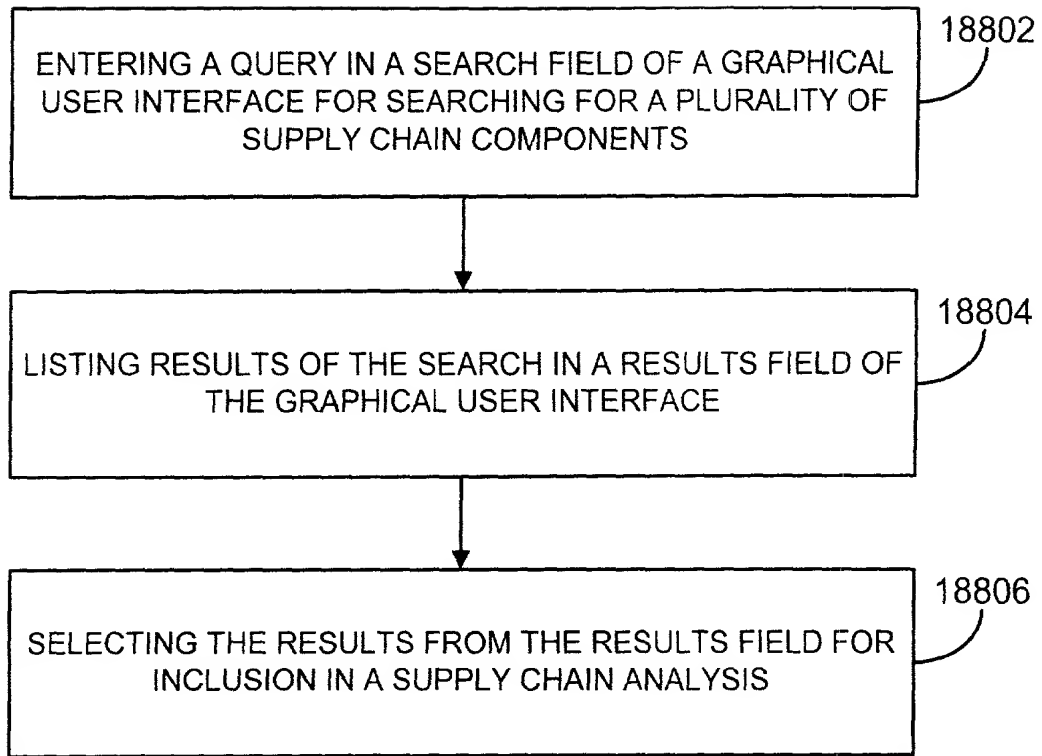 18802
ENTERING A QUERY IN A SEARCH FIELD OF A GRAPHICAL
USER INTERFACE FOR SEARCHING FOR A PLURALITY OF
SUPPLY CHAIN COMPONENTS
18804
LISTING RESULTS OF THE SEARCH IN A RESULTS FIELD OF
THE GRAPHICAL USER INTERFACE
18806
SELECTING THE RESULTS FROM THE RESULTS FIELD FOR
INCLUSION IN A SUPPLY CHAIN ANALYSIS